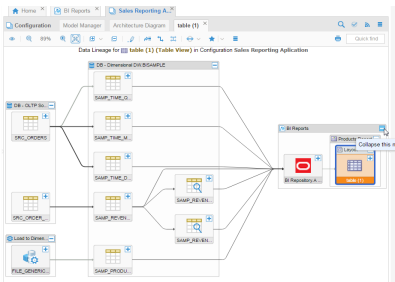 Home
BI Reports
Sales Reporting A...
Configuration
Model Manager
Architecture Diagram
table (1)
89%
Quick find
Data Lineage for table (1) (Table View) in Configuration Sales Reporting Aplication
DB - OLTP So...
SRC_ORDERS
SRC_ORDER_...
Load to Dimes...
FILE_GENERIC...
DB - Dimensional DW BISAMPLE
SAMP_TIME_Q...
SAMP_TIME_M...
SAMP_TIME_D...
SAMP_REVEN...
SAMP_REVEN...
SAMP_REVEN...
SAMP_PRODU...
BI Reports
BI Repository A...
Collapse this n
table (1)